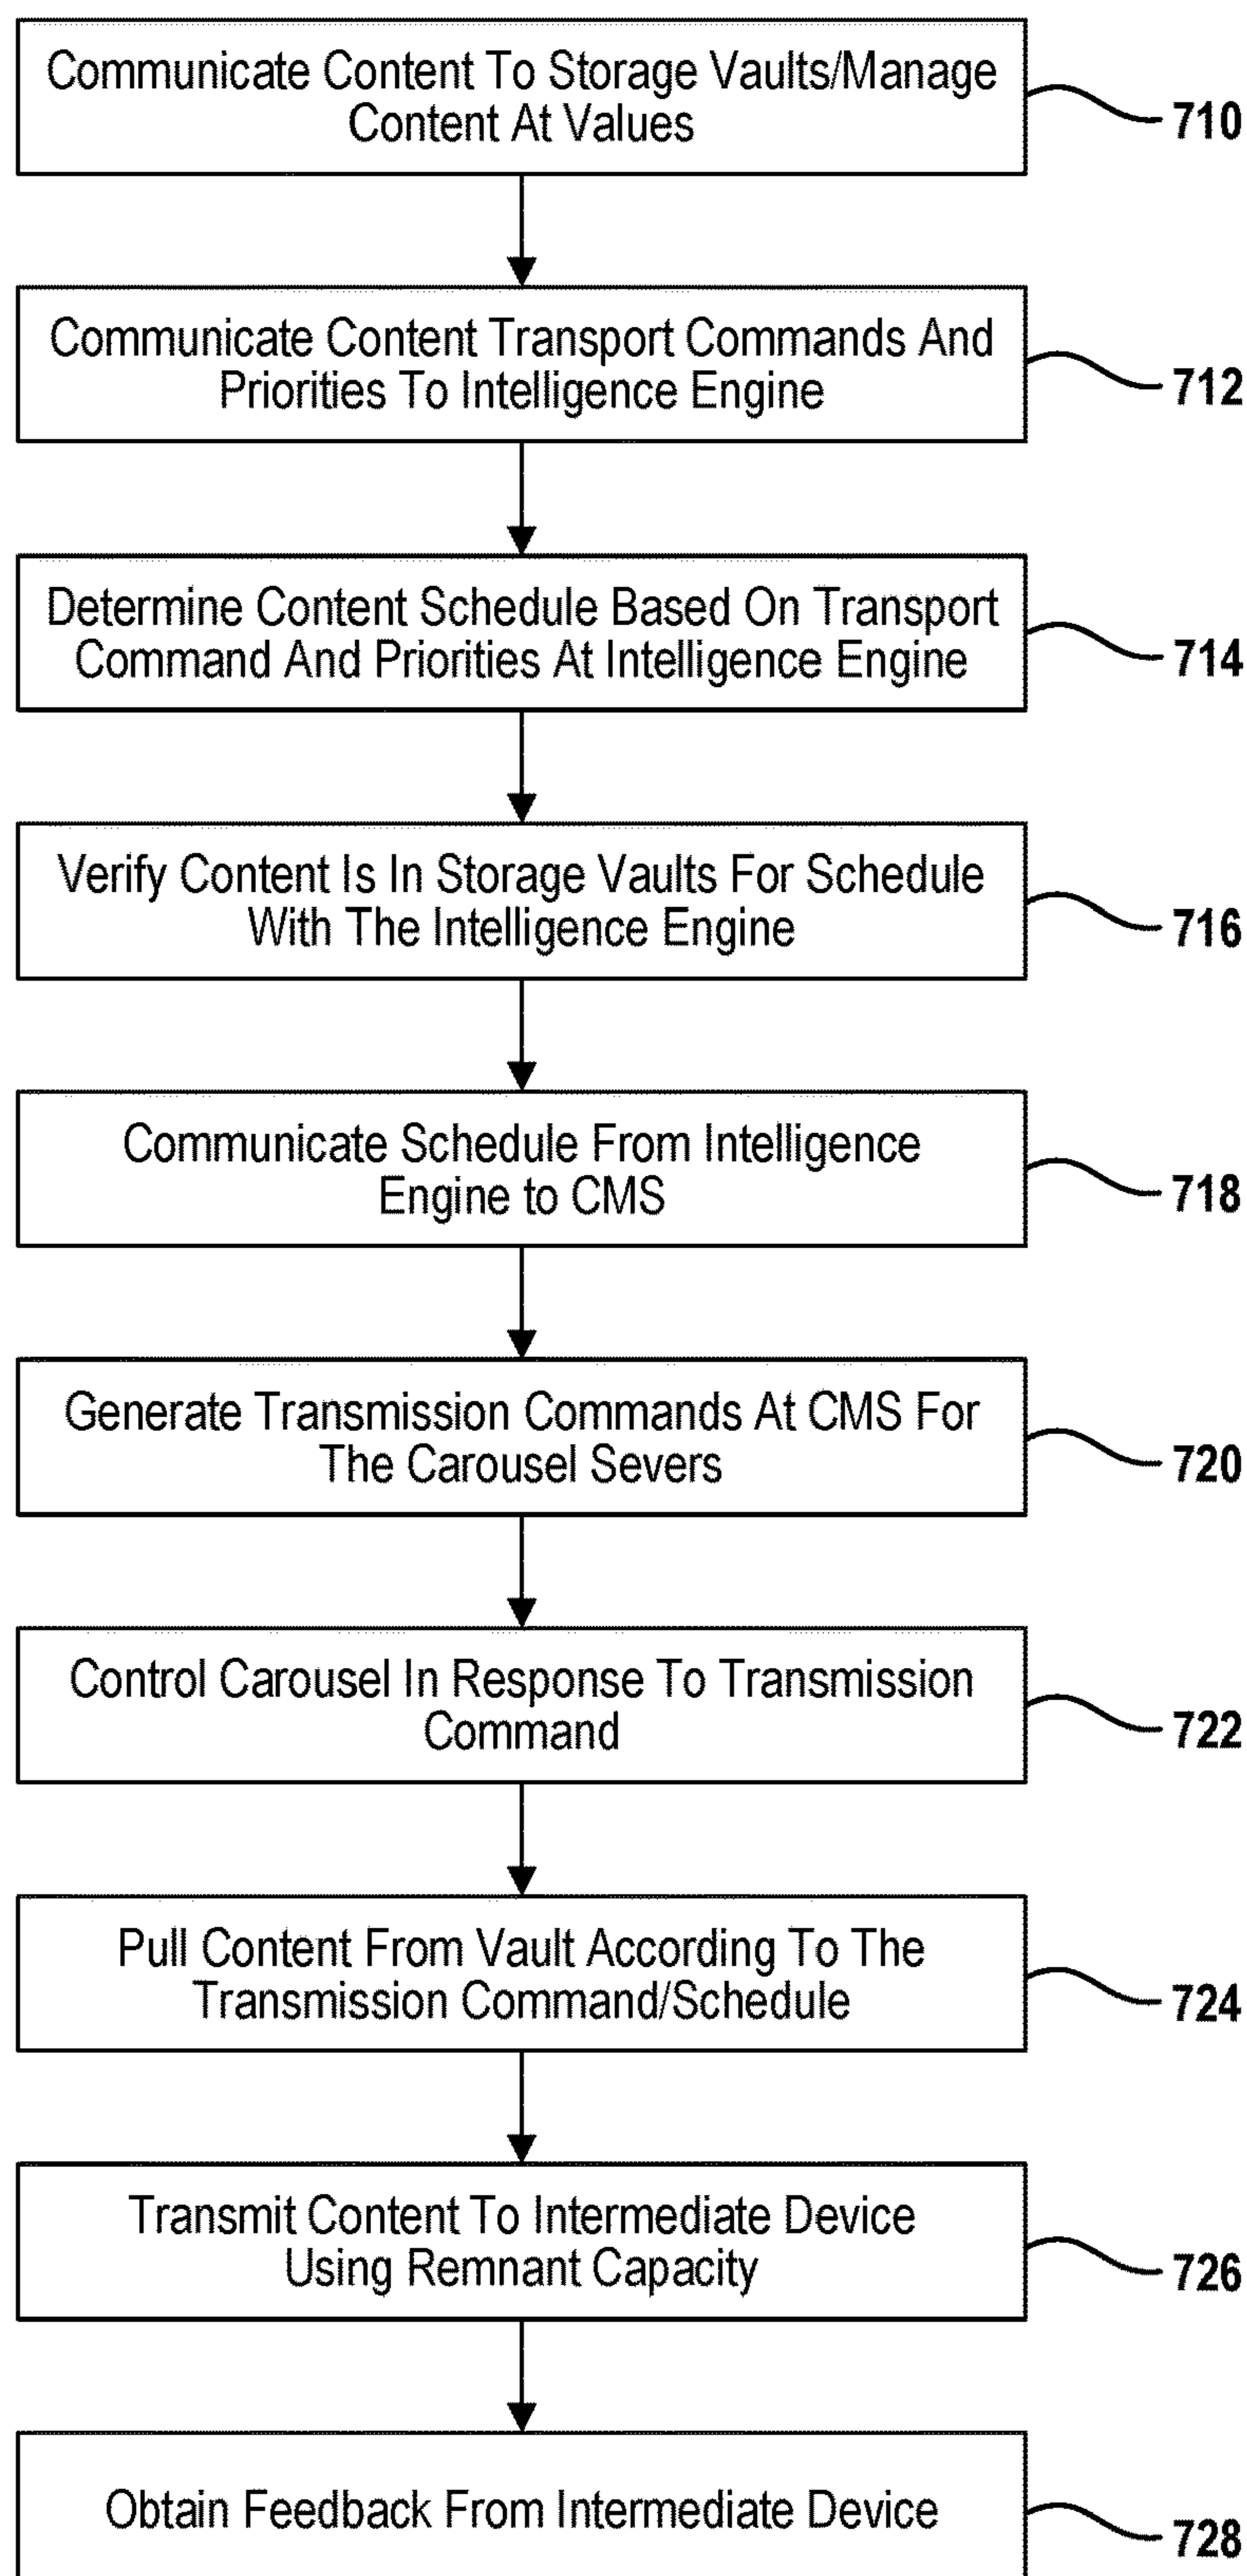 Communicate Content To Storage Vaults/Manage
Content At Values
710
Communicate Content Transport Commands And
Priorities To Intelligence Engine
712
Determine Content Schedule Based On Transport
Command And Priorities At Intelligence Engine
714
Verify Content Is In Storage Vaults For Schedule
With The Intelligence Engine
716
Communicate Schedule From Intelligence
Engine to CMS
718
Generate Transmission Commands At CMS For
The Carousel Severs
720
Control Carousel In Response To Transmission
Command
722
Pull Content From Vault According To The
Transmission Command/Schedule
724
Transmit Content To Intermediate Device
Using Remnant Capacity
726
Obtain Feedback From Intermediate Device
728